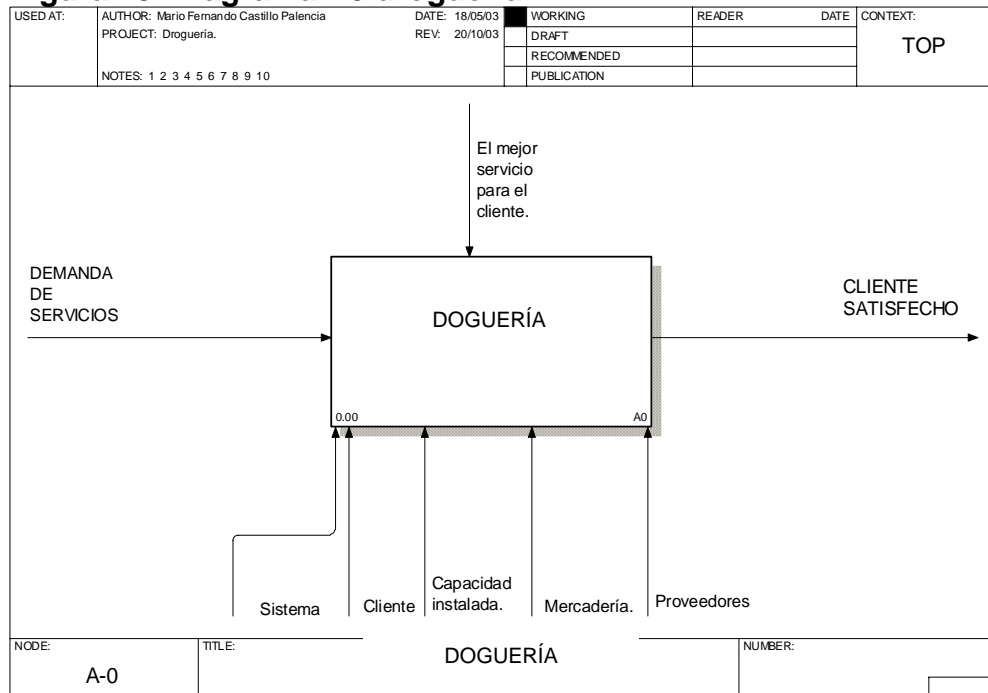 USED AT:
AUTHOR: Mario Fernando Castillo Palencia
DATE: 18/05/03
PROJECT: Droguería.
REV: 20/10/03
NOTES: 1 2 3 4 5 6 7 8 9 10
WORKING
DRAFT
RECOMMENDED
PUBLICATION
READER
DATE
CONTEXT:
TOP
El mejor
servicio
para el
cliente.
DEMANDA
DE
SERVICIOS
DOGUERÍA
CLIENTE
SATISFECHO
0.00
A0
Sistema
Cliente
Capacidad
instalada.
Mercadería.
Proveedores
NODE:
A-0
TITLE:
DOGUERÍA
NUMBER: